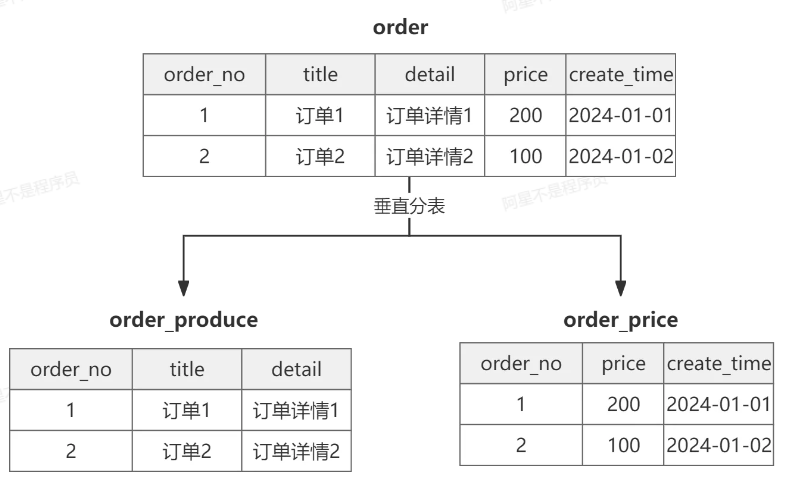 order
order_no title detail price create_time
1 订单1 订单详情1 200 2024-01-01
2 订单2 订单详情2 100 2024-01-02
垂直分表
order_produce
order_no title detail
1 订单1 订单详情1
2 订单2 订单详情2
order_price
order_no price create_time
1 200 2024-01-01
2 100 2024-01-02
阿星不是程序员